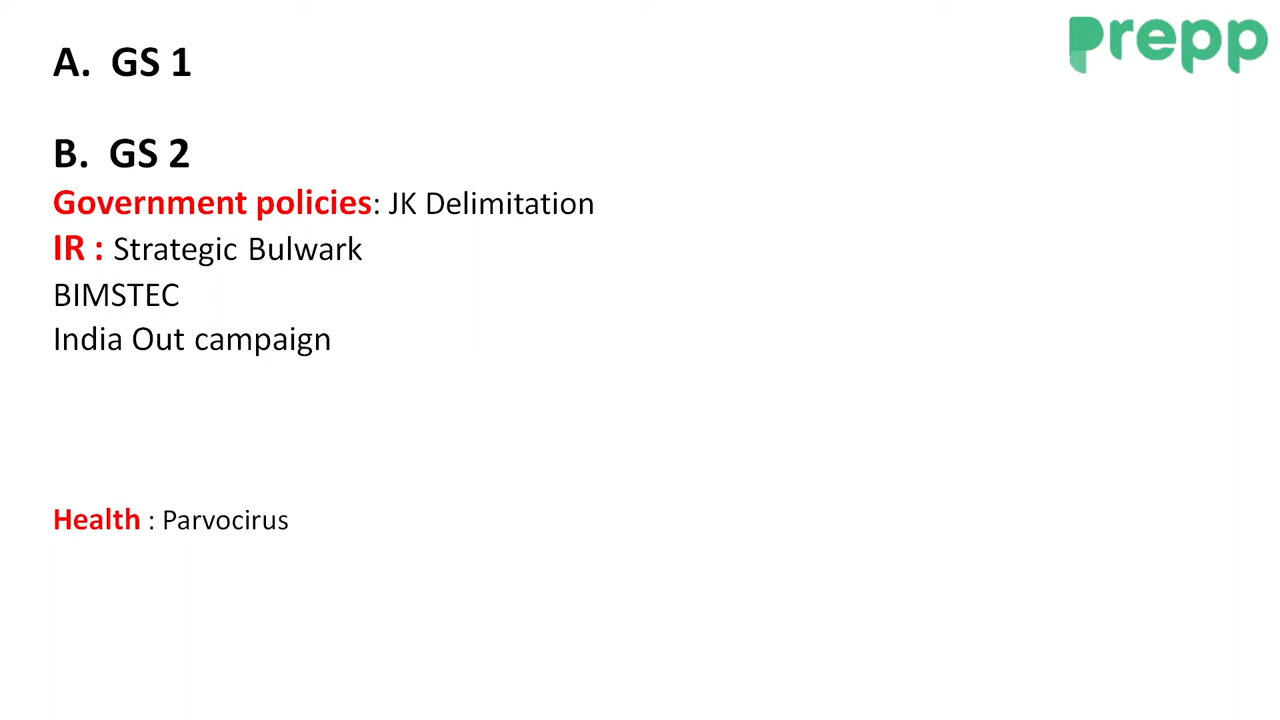 Prepp
A. GS 1
B. GS 2
Government policies: JK Delimitation
IR : Strategic Bulwark
BIMSTEC
India Out campaign
Health : Parvocirus